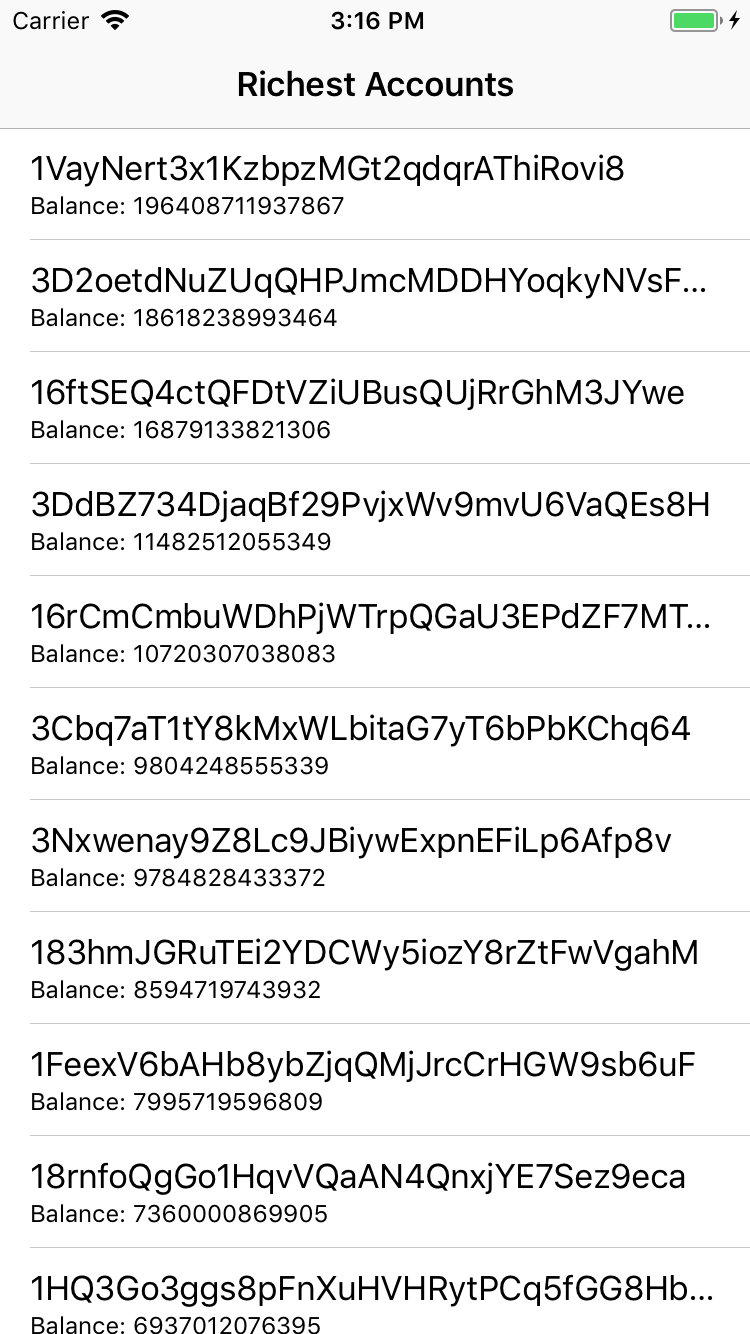 Carrier 3:16 PM
Richest Accounts
1VayNert3x1KzbpzMGt2qdqrAThiRovi8
Balance: 196408711937867
3D2oetdNuZUqQHPJmcMDDHYoqkyNVsF...
Balance: 18618238993464
16ftSEQ4ctQFDtVZiUBusQUjRrGhM3JYwe
Balance: 16879133821306
3DdBZ734DjaqBf29PvjxWv9mvU6VaQEs8H
Balance: 11482512055349
16rCmCmbuWDhPjWTrpQGaU3EPdZF7MT...
Balance: 10720307038083
3Cbq7aT1tY8kMxWLbitaG7yT6bPbKChq64
Balance: 9804248555339
3Nxwenay9Z8Lc9JBiywExpnEFiLp6Afp8v
Balance: 9784828433372
183hmJGRuTEi2YDCWy5iozY8rZtFwVgahM
Balance: 8594719743932
1FeexV6bAHb8ybZjqQMjJrcCrHGW9sb6uF
Balance: 7995719596809
18rnfoQgGo1HqvVQaAN4QnxjYE7Sez9eca
Balance: 7360000869905
1HQ3Go3ggs8pFnXuHVHRytPCq5fGG8Hb...
Balance: 6937012076395